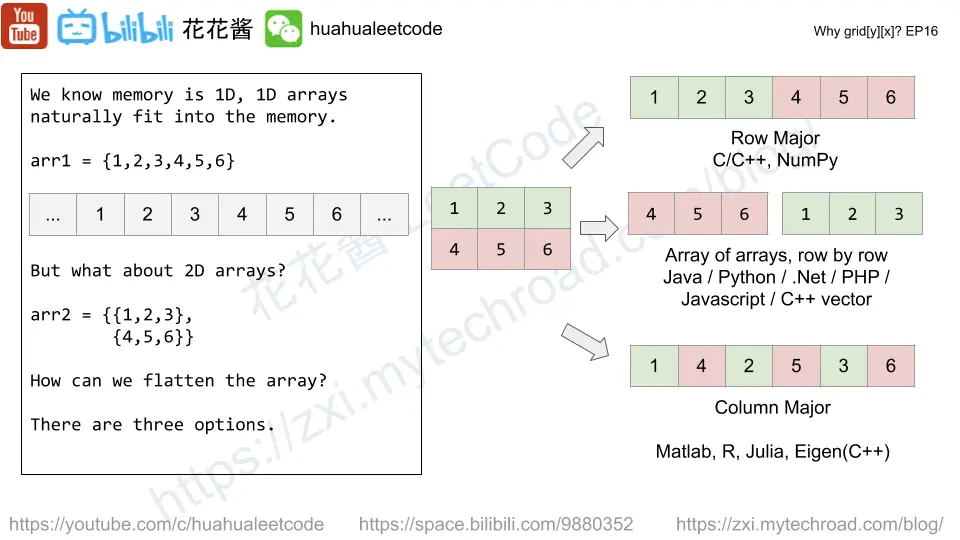 You
Tube
bilibili 花花酱 huahualeetcode
Why grid[y][x]? EP16
We know memory is 1D, 1D arrays
naturally fit into the memory.
arr1 = {1,2,3,4,5,6}
... 1 2 3 4 5 6 ...
But what about 2D arrays?
arr2 = {{1,2,3},
{4,5,6}}
How can we flatten the array?
There are three options.
1 2 3
4 5 6
1 2 3 4 5 6
Row Major
C/C++, NumPy
4 5 6 1 2 3
Array of arrays, row by row
Java / Python / .Net / PHP /
Javascript / C++ vector
1 4 2 5 3 6
Column Major
Matlab, R, Julia, Eigen(C++)
花花酱 LeetCode
https://zxi.mytechroad.com/blog/
https://youtube.com/c/huahualeetcode https://space.bilibili.com/9880352 https://zxi.mytechroad.com/blog/